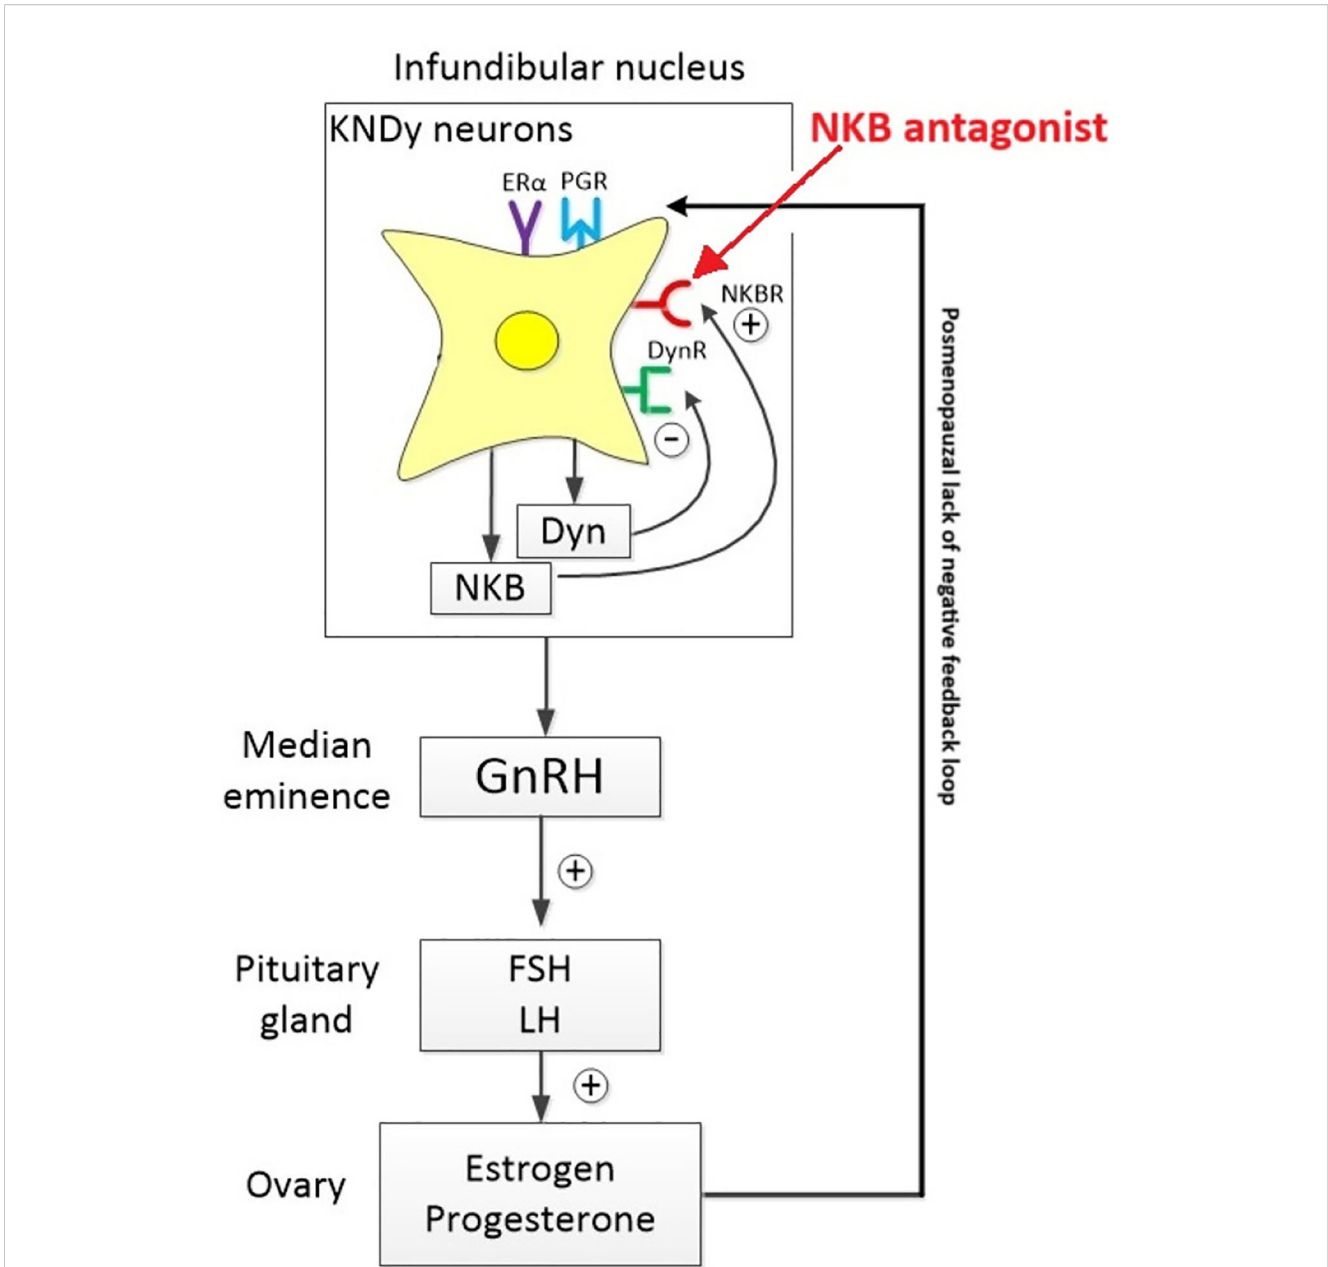 Infundibular nucleus
KNDy neurons
NKB antagonist
ERα PGR
NKBR
+
DynR
−
Dyn
NKB
Posmenopauzal lack of negative feedback loop
Median
eminence
GnRH
+
Pituitary
gland
FSH
LH
+
Ovary
Estrogen
Progesterone